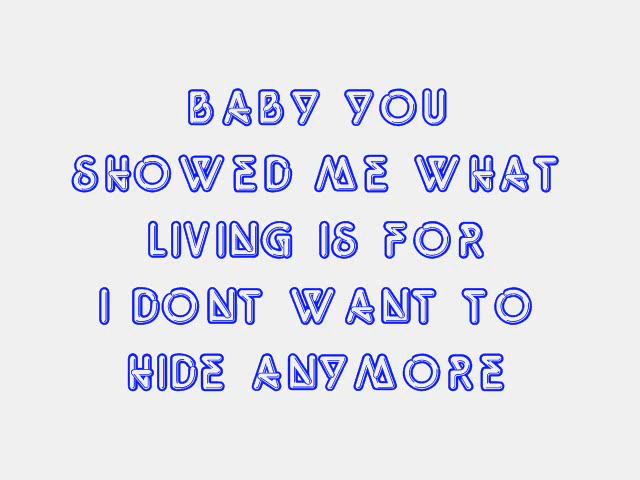 BABY YOU
SHOWED ME WHAT
LIVING IS FOR
I DONT WANT TO
HIDE ANYMORE